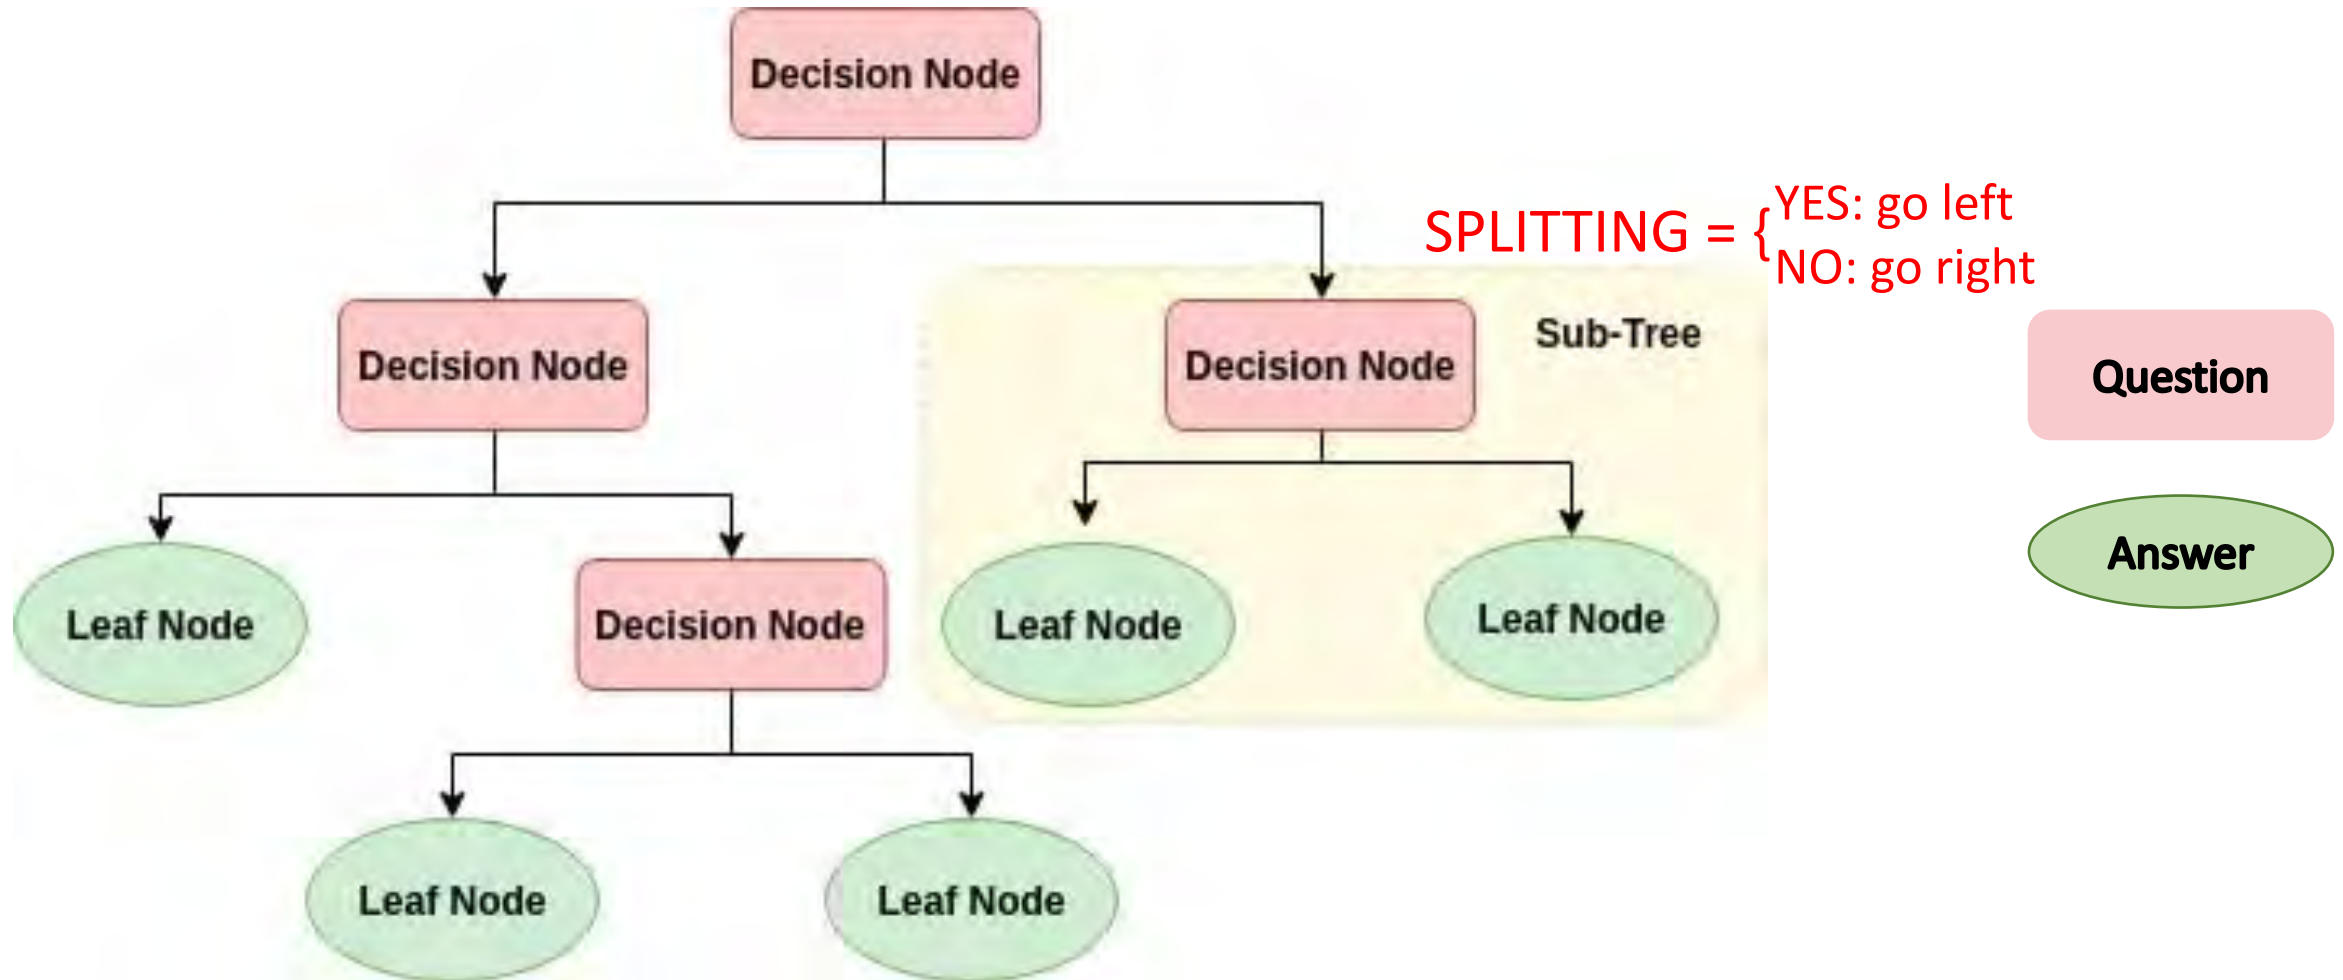 Decision Node
SPLITTING = {
YES: go left
NO: go right
Decision Node
Decision Node
Sub-Tree
Question
Answer
Leaf Node
Decision Node
Leaf Node
Leaf Node
Leaf Node
Leaf Node